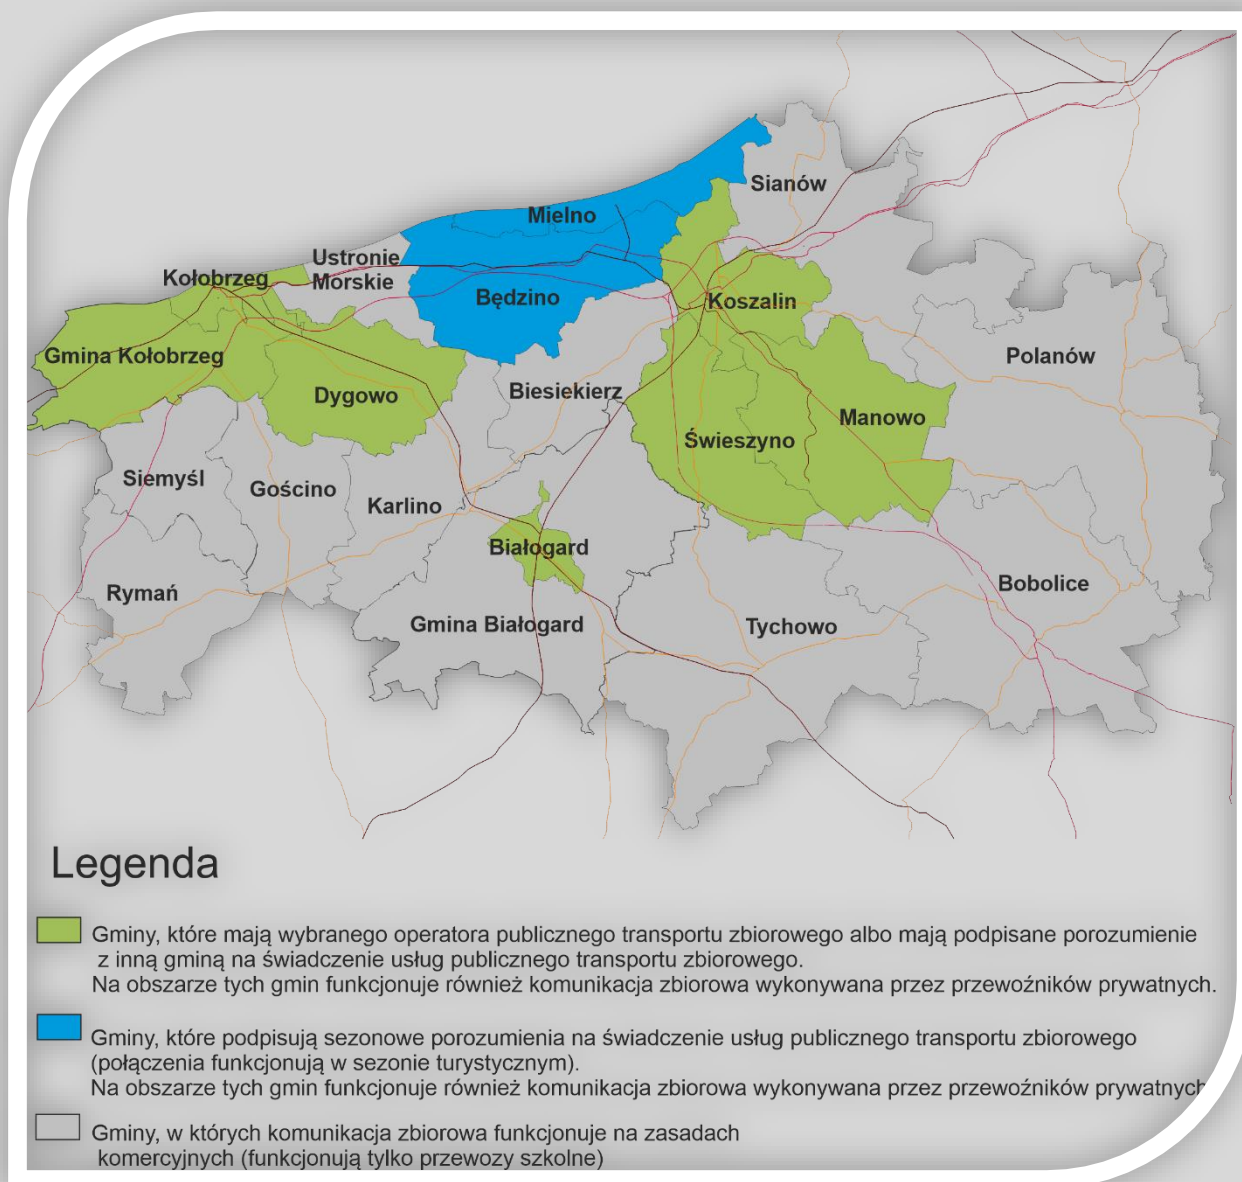 Sianów
Mielno
Ustronie
Morskie
Kołobrzeg
Będzino
Koszalin
Gmina Kołobrzeg
Polanów
Dygowo
Biesiekierz
Manowo
Świeszyno
Siemyśl
Gościno
Karlino
Białogard
Rymań
Bobolice
Gmina Białogard
Tychowo
Legenda
Gminy, które mają wybranego operatora publicznego transportu zbiorowego albo mają podpisane porozumienie
z inną gminą na świadczenie usług publicznego transportu zbiorowego.
Na obszarze tych gmin funkcjonuje również komunikacja zbiorowa wykonywana przez przewoźników prywatnych.
Gminy, które podpisują sezonowe porozumienia na świadczenie usług publicznego transportu zbiorowego
(połączenia funkcjonują w sezonie turystycznym).
Na obszarze tych gmin funkcjonuje również komunikacja zbiorowa wykonywana przez przewoźników prywatnych
Gminy, w których komunikacja zbiorowa funkcjonuje na zasadach
komercyjnych (funkcjonują tylko przewozy szkolne)